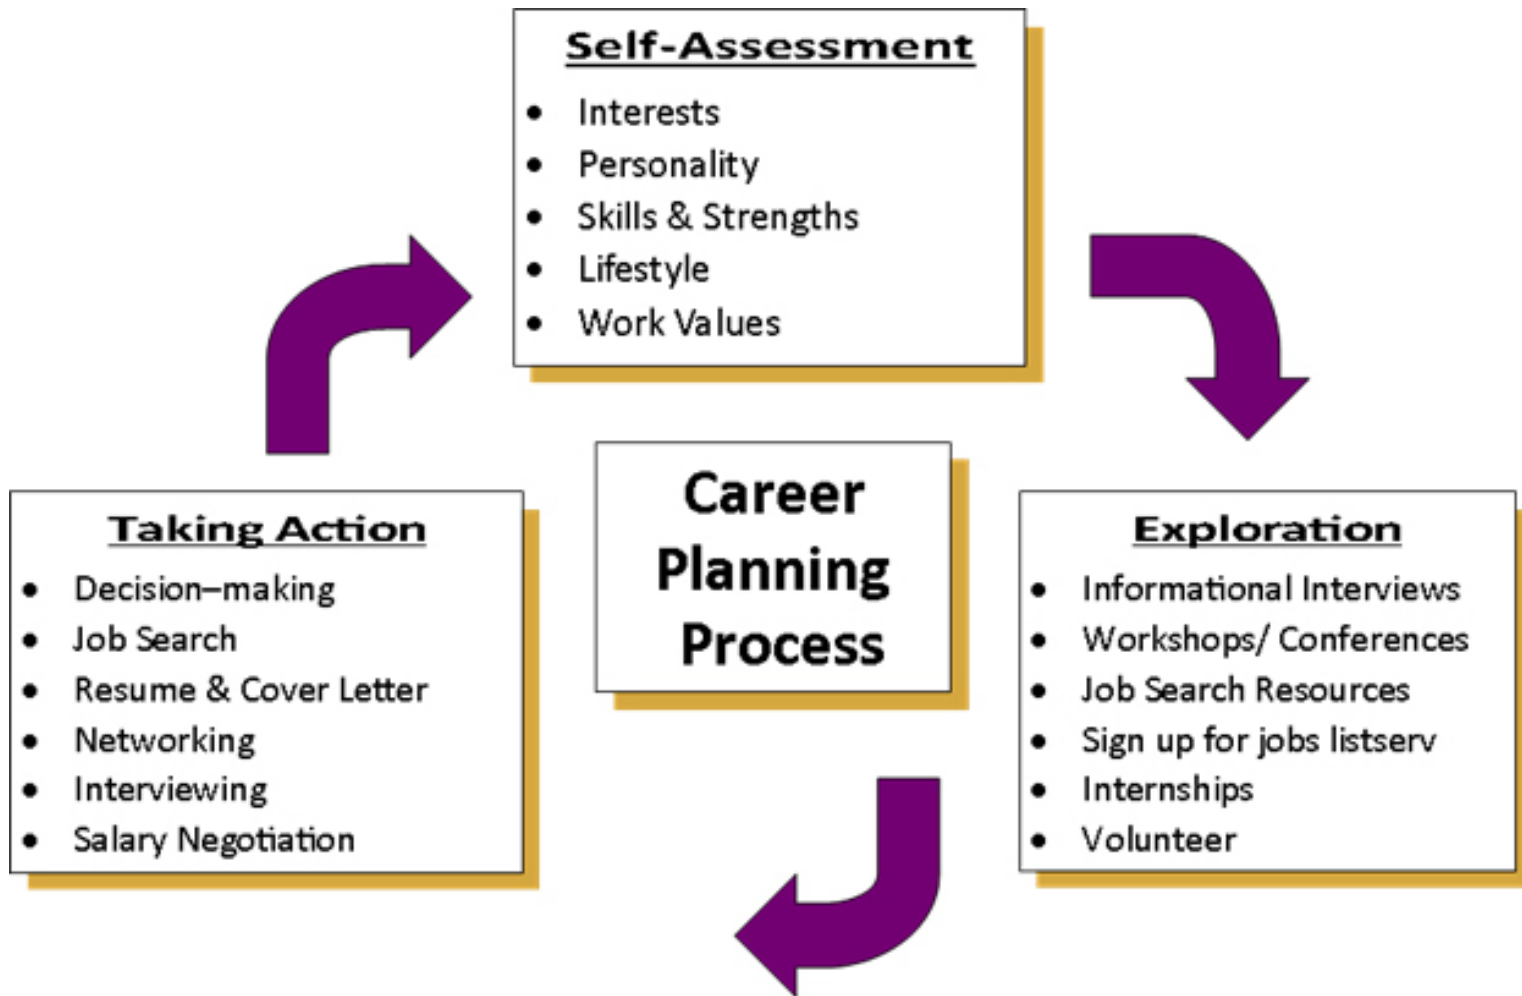 Self-Assessment
• Interests
• Personality
• Skills & Strengths
• Lifestyle
• Work Values
Career
Planning
Process
Taking Action
• Decision–making
• Job Search
• Resume & Cover Letter
• Networking
• Interviewing
• Salary Negotiation
Exploration
• Informational Interviews
• Workshops/ Conferences
• Job Search Resources
• Sign up for jobs listserv
• Internships
• Volunteer